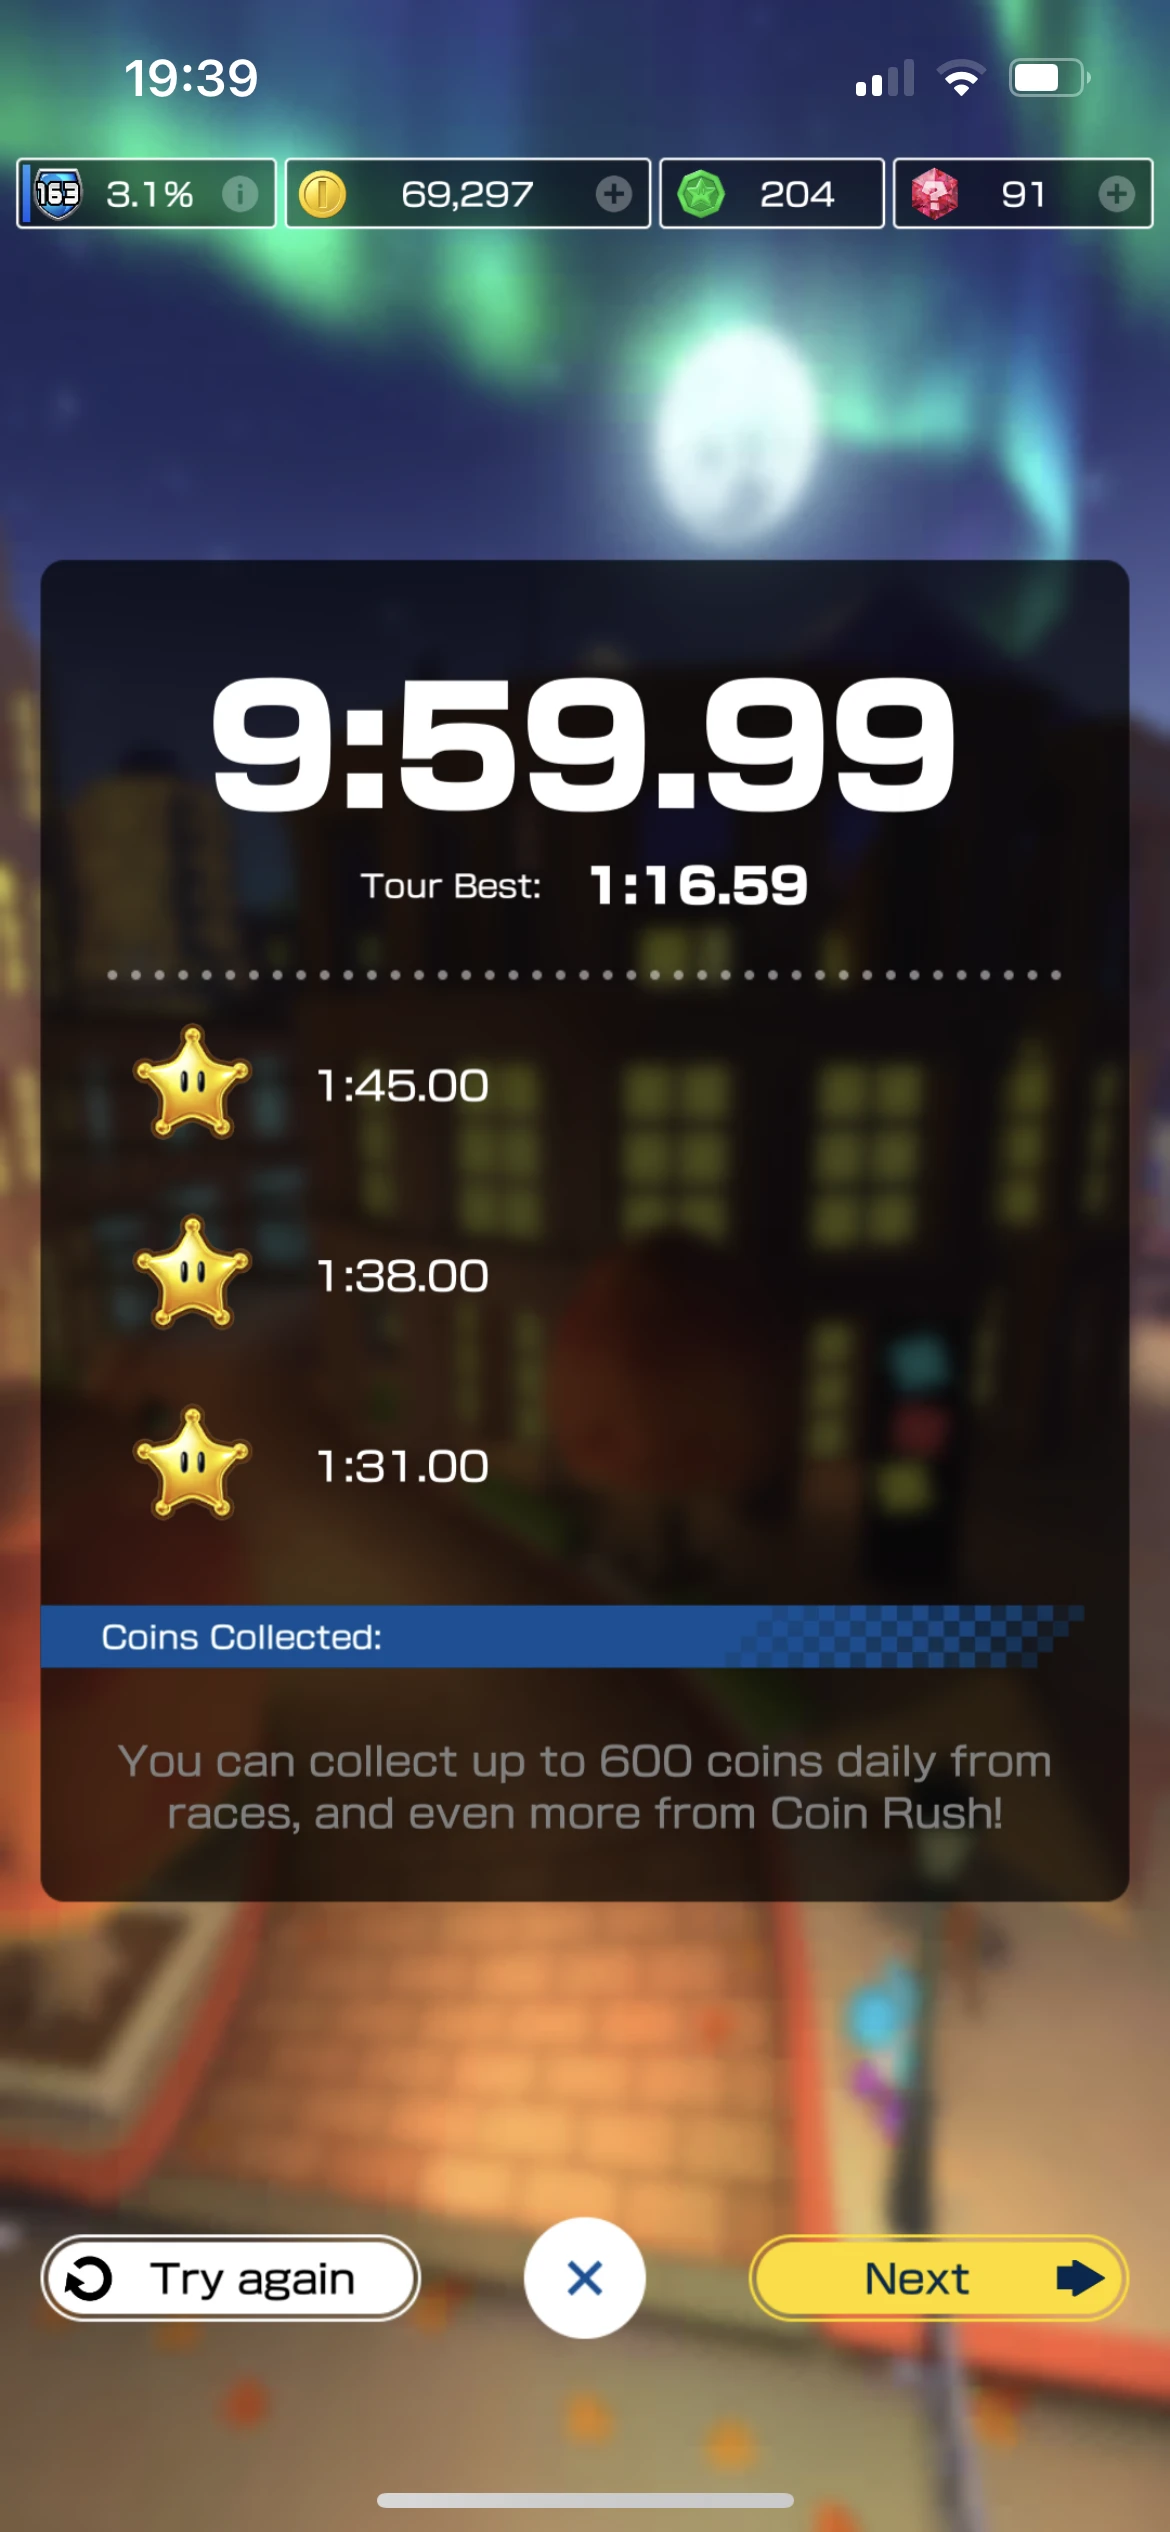 19:39
163 3.1% i 69,297 204 91
9:59.99
Tour Best: 1:16.59
1:45.00
1:38.00
1:31.00
Coins Collected:
You can collect up to 600 coins daily from
races, and even more from Coin Rush!
Try again Next